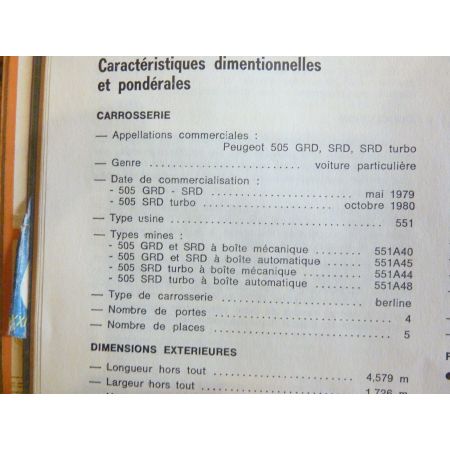 Caractéristiques dimentionnelles
et pondérales
CARROSSERIE
— Appellations commerciales :
Peugeot 505 GRD, SRD, SRD turbo
— Genre .......................... voiture particulière
— Date de commercialisation :
- 505 GRD - SRD ......................... mai 1979
- 505 SRD turbo ...................... octobre 1980
— Type usine .................................. 551
— Types mines :
- 505 GRD et SRD à boîte mécanique ........ 551A40
- 505 GRD et SRD à boîte automatique ...... 551A45
- 505 SRD turbo à boîte mécanique ......... 551A44
- 505 SRD turbo à boîte automatique ....... 551A48
— Type de carrosserie ...................... berline
— Nombre de portes ............................ 4
— Nombre de places ............................ 5
DIMENSIONS EXTERIEURES
— Longueur hors tout ...................... 4,579 m
— Largeur hors tout ....................... 1,726 m